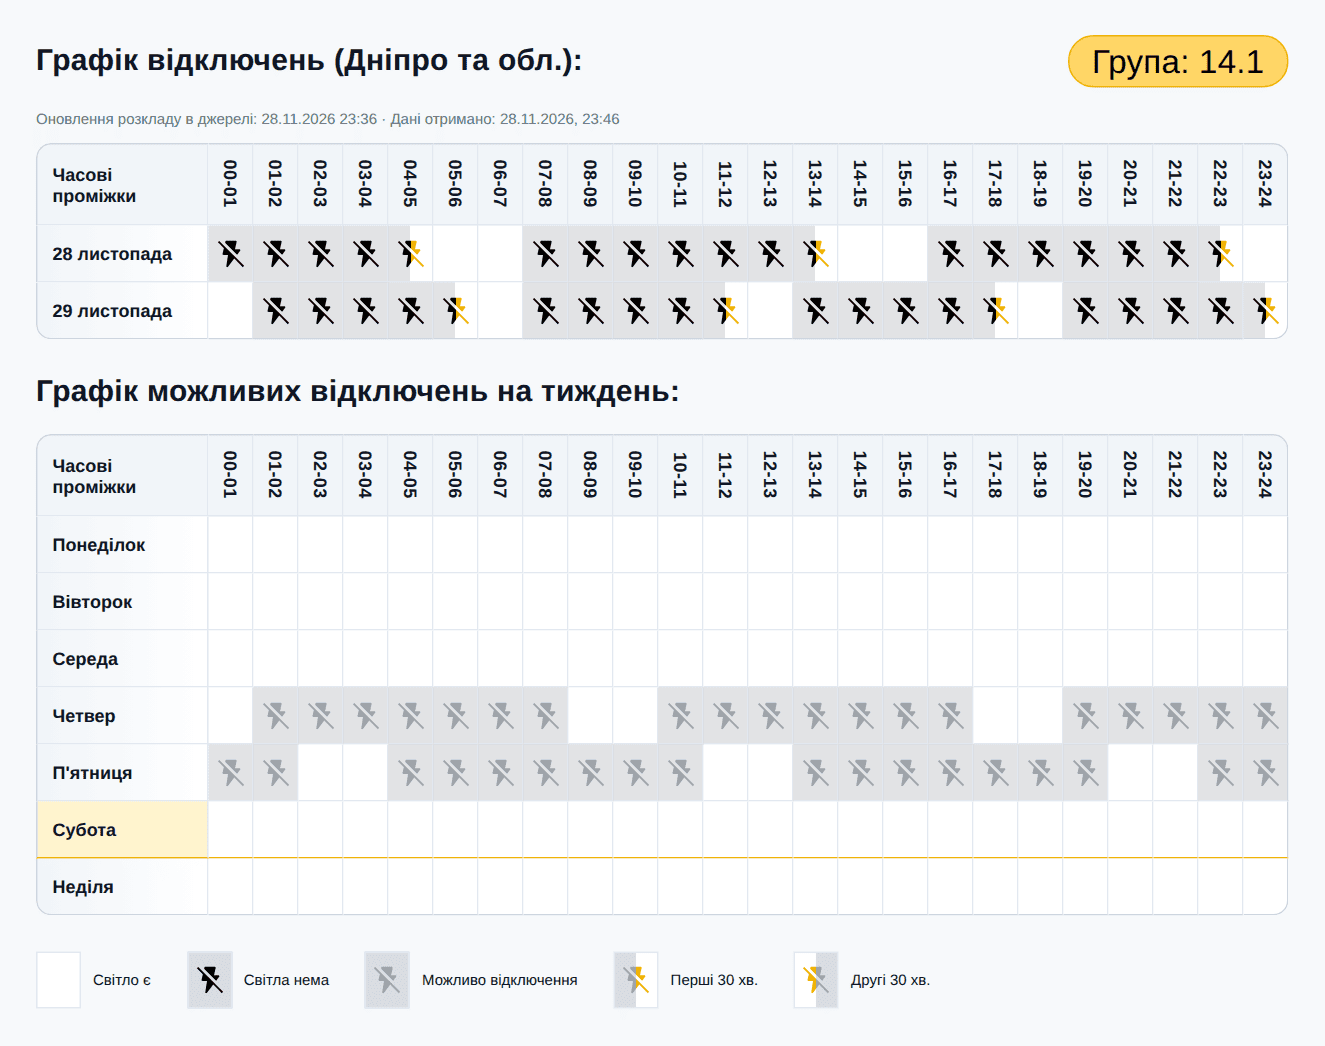 Графік відключень (Дніпро та обл.):
Група: 14.1
Оновлення розкладу в джерелі: 28.11.2026 23:36 · Дані отримано: 28.11.2026, 23:46
Часові проміжки 00-01 01-02 02-03 03-04 04-05 05-06 06-07 07-08 08-09 09-10 10-11 11-12 12-13 13-14 14-15 15-16 16-17 17-18 18-19 19-20 20-21 21-22 22-23 23-24
28 листопада
29 листопада
Графік можливих відключень на тиждень:
Часові проміжки 00-01 01-02 02-03 03-04 04-05 05-06 06-07 07-08 08-09 09-10 10-11 11-12 12-13 13-14 14-15 15-16 16-17 17-18 18-19 19-20 20-21 21-22 22-23 23-24
Понеділок
Вівторок
Середа
Четвер
П'ятниця
Субота
Неділя
Світло є Світла нема Можливо відключення Перші 30 хв. Другі 30 хв.